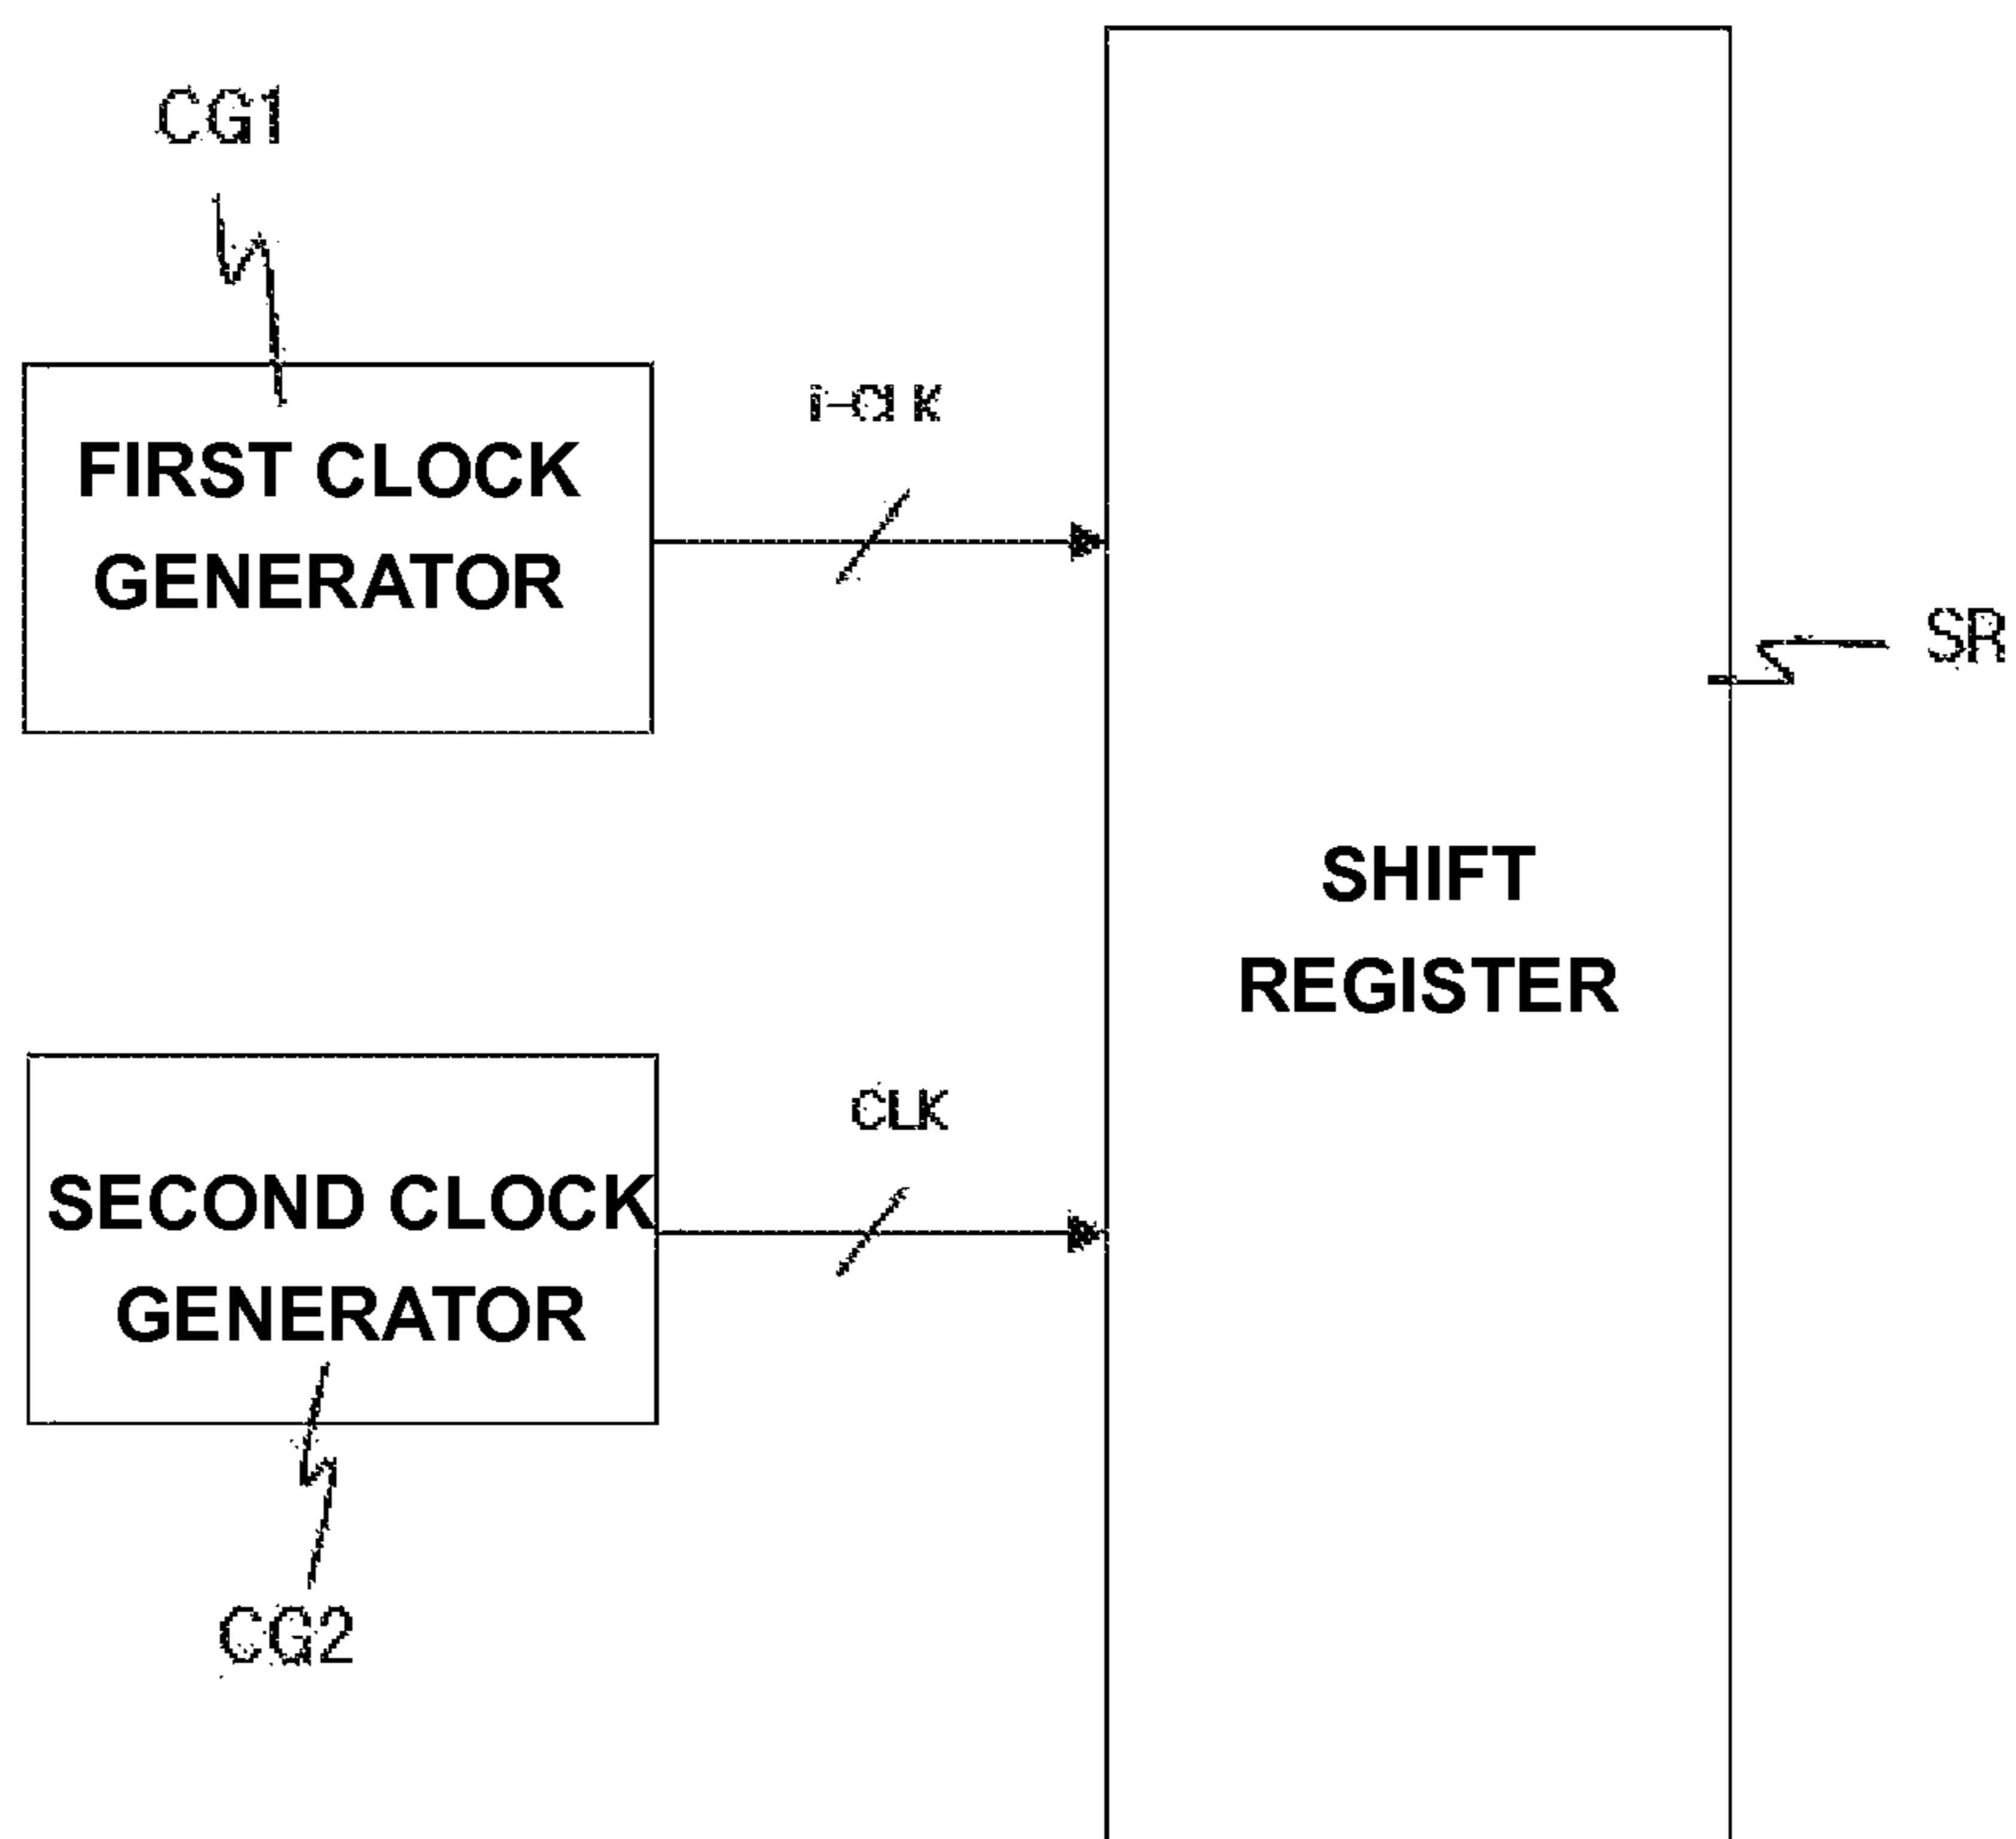 CG1
FIRST CLOCK
GENERATOR
i-CLK
SR
SHIFT
REGISTER
CLK
SECOND CLOCK
GENERATOR
CG2